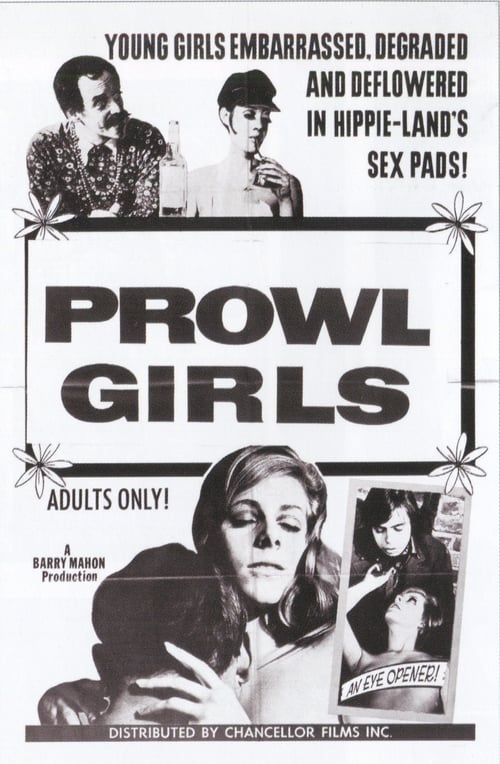 YOUNG GIRLS EMBARRASSED, DEGRADED
AND DEFLOWERED
IN HIPPIE-LAND'S
SEX PADS!
PROWL
GIRLS
ADULTS ONLY!
A
BARRY MAHON
Production
AN EYE OPENER!
DISTRIBUTED BY CHANCELLOR FILMS INC.